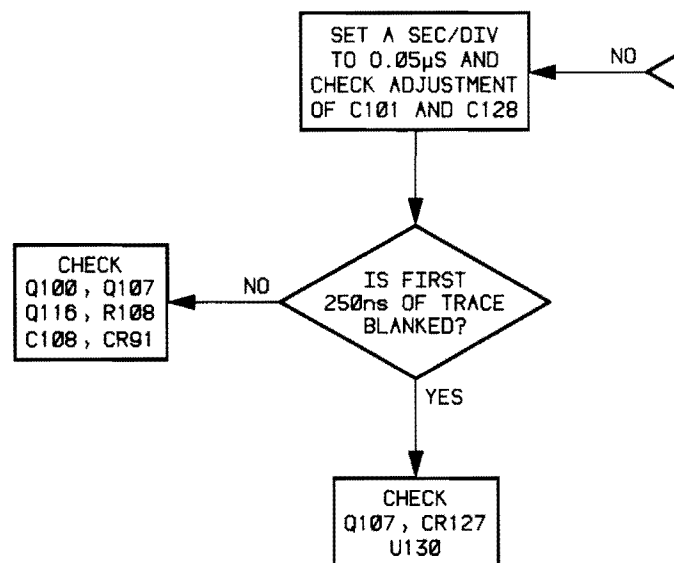 SET A SEC/DIV
TO 0.05µS AND
CHECK ADJUSTMENT
OF C101 AND C128
NO
IS FIRST
250ns OF TRACE
BLANKED?
NO
CHECK
Q100, Q107
Q116, R108
C108, CR91
YES
CHECK
Q107, CR127
U130